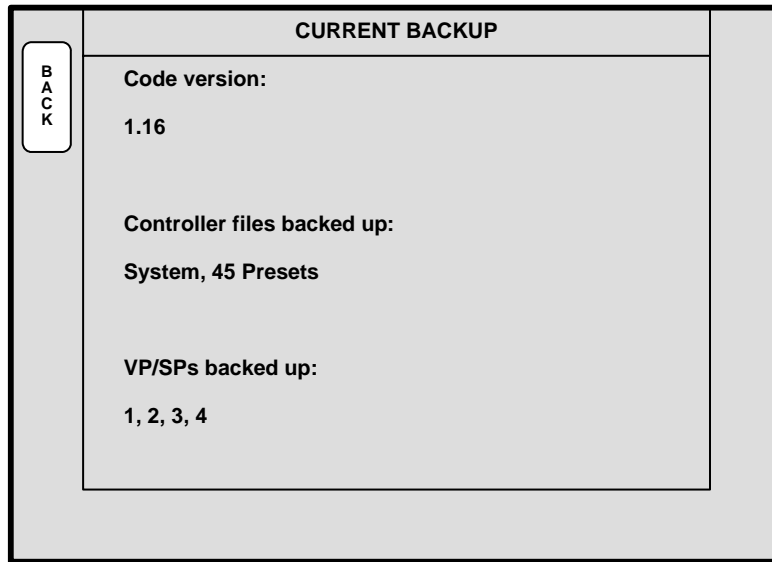 CURRENT BACKUP
BACK
Code version:
1.16
Controller files backed up:
System, 45 Presets
VP/SPs backed up:
1, 2, 3, 4